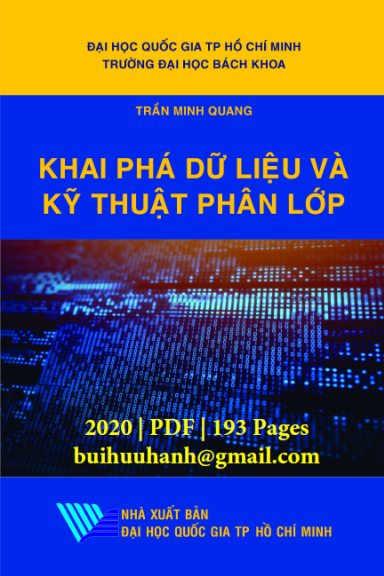 ĐẠI HỌC QUỐC GIA TP HỒ CHÍ MINH
TRƯỜNG ĐẠI HỌC BÁCH KHOA
TRẦN MINH QUANG
KHAI PHÁ DỮ LIỆU VÀ
KỸ THUẬT PHÂN LỚP
2020 | PDF | 193 Pages
buihuuhanh@gmail.com
NHÀ XUẤT BẢN
ĐẠI HỌC QUỐC GIA TP HỒ CHÍ MINH